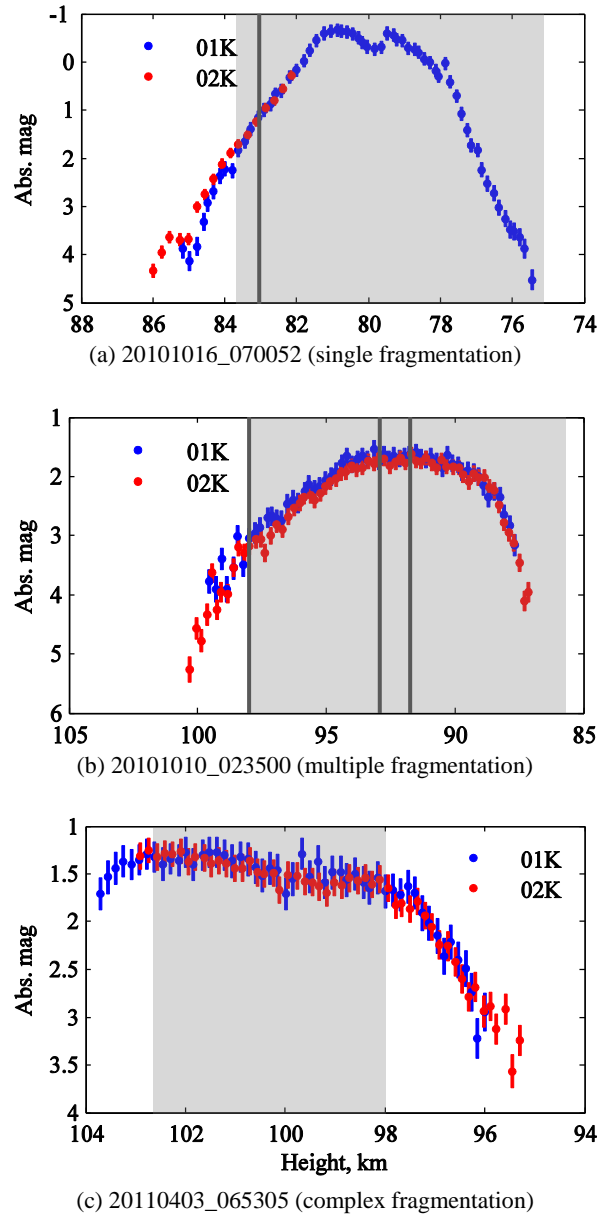 -1
0
1
2
3
4
5
Abs. mag
01K
02K
88 86 84 82 80 78 76 74
(a) 20101016_070052 (single fragmentation)
1
2
3
4
5
6
Abs. mag
01K
02K
105 100 95 90 85
(b) 20101010_023500 (multiple fragmentation)
1
1.5
2
2.5
3
3.5
4
Abs. mag
01K
02K
104 102 100 98 96 94
Height, km
(c) 20110403_065305 (complex fragmentation)